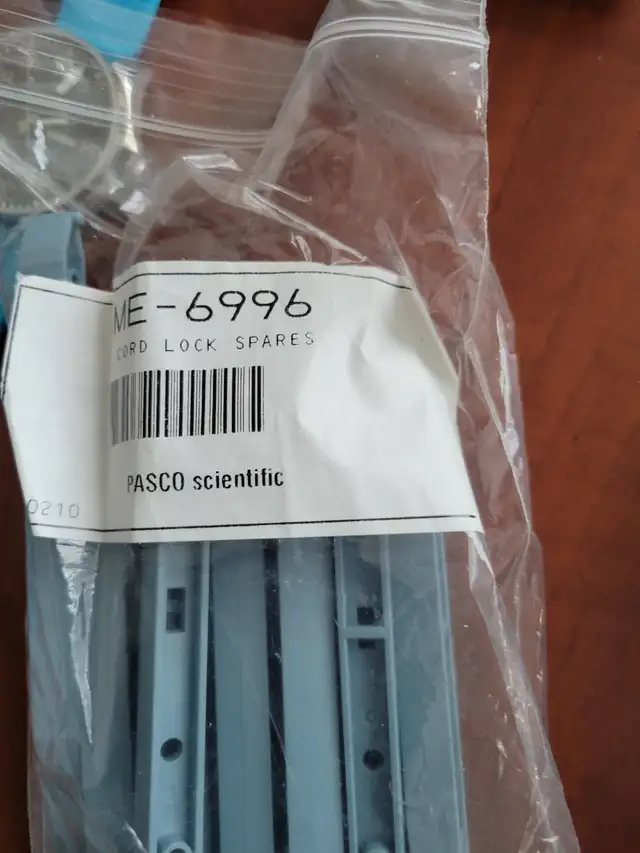 ME-6996
CORD LOCK SPARES
PASCO scientific
0210